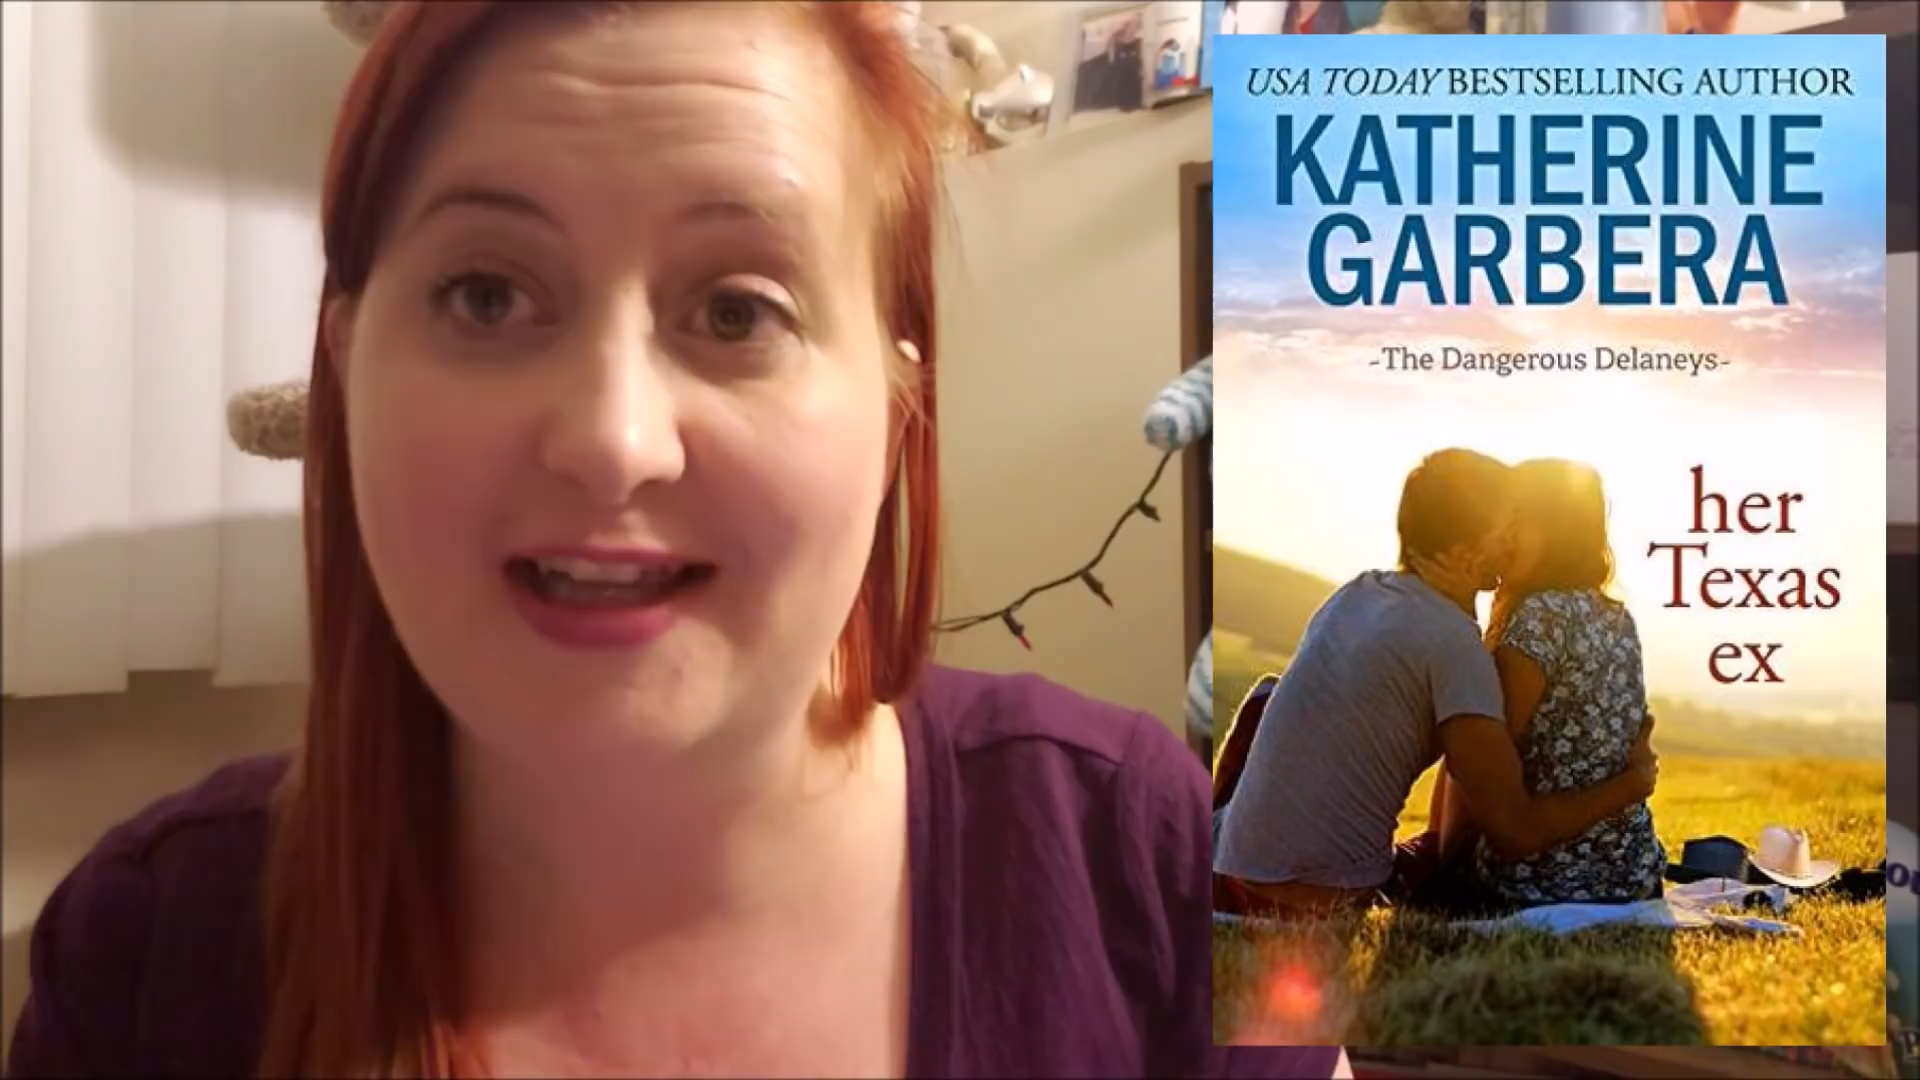 USA TODAY BESTSELLING AUTHOR
KATHERINE
GARBERA
-The Dangerous Delaneys-
her
Texas
ex